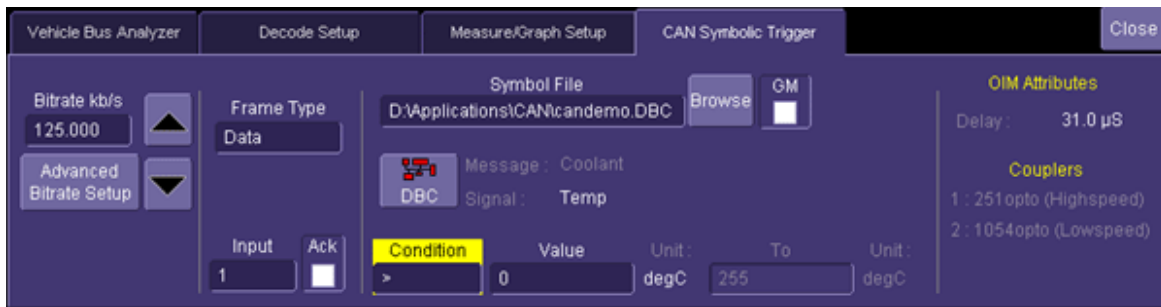 Vehicle Bus Analyzer
Decode Setup
Measure/Graph Setup
CAN Symbolic Trigger
Close
Bitrate kb/s
125.000
Advanced
Bitrate Setup
Frame Type
Data
Input
Ack
1
Symbol File
D:\Applications\CAN\candemo.DBC
Browse
GM
DBC
Message : Coolant
Signal : Temp
Condition
Value
Unit :
To
Unit :
>
0
degC
255
degC
OIM Attributes
Delay : 31.0 µS
Couplers
1 : 251opto (Highspeed)
2 : 1054opto (Lowspeed)